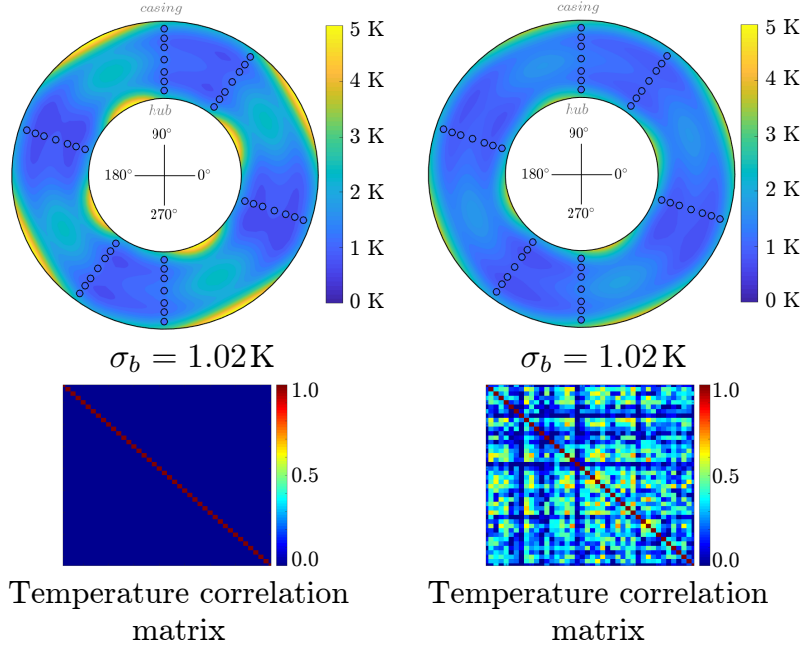 casing
hub
90°
180°
0°
270°
5 K
4 K
3 K
2 K
1 K
0 K
casing
hub
90°
180°
0°
270°
5 K
4 K
3 K
2 K
1 K
0 K
σ_b = 1.02 K
σ_b = 1.02 K
1.0
0.5
0.0
1.0
0.5
0.0
Temperature correlation
matrix
Temperature correlation
matrix